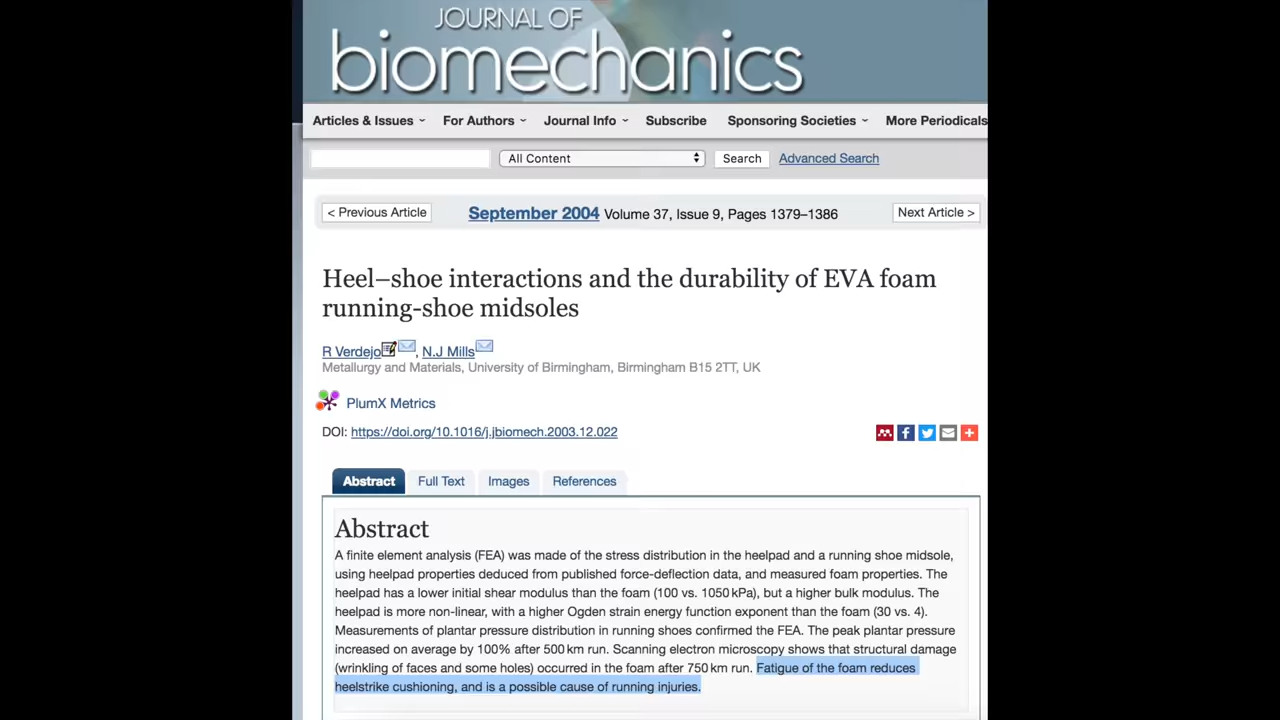 JOURNAL OF
biomechanics
Articles & Issues For Authors Journal Info Subscribe Sponsoring Societies More Periodicals
All Content Search Advanced Search
< Previous Article September 2004 Volume 37, Issue 9, Pages 1379–1386 Next Article >
Heel–shoe interactions and the durability of EVA foam
running-shoe midsoles
R Verdejo, N.J Mills
Metallurgy and Materials, University of Birmingham, Birmingham B15 2TT, UK
PlumX Metrics
DOI: https://doi.org/10.1016/j.jbiomech.2003.12.022
Abstract Full Text Images References
Abstract
A finite element analysis (FEA) was made of the stress distribution in the heelpad and a running shoe midsole,
using heelpad properties deduced from published force-deflection data, and measured foam properties. The
heelpad has a lower initial shear modulus than the foam (100 vs. 1050 kPa), but a higher bulk modulus. The
heelpad is more non-linear, with a higher Ogden strain energy function exponent than the foam (30 vs. 4).
Measurements of plantar pressure distribution in running shoes confirmed the FEA. The peak plantar pressure
increased on average by 100% after 500 km run. Scanning electron microscopy shows that structural damage
(wrinkling of faces and some holes) occurred in the foam after 750 km run. Fatigue of the foam reduces
heelstrike cushioning, and is a possible cause of running injuries.